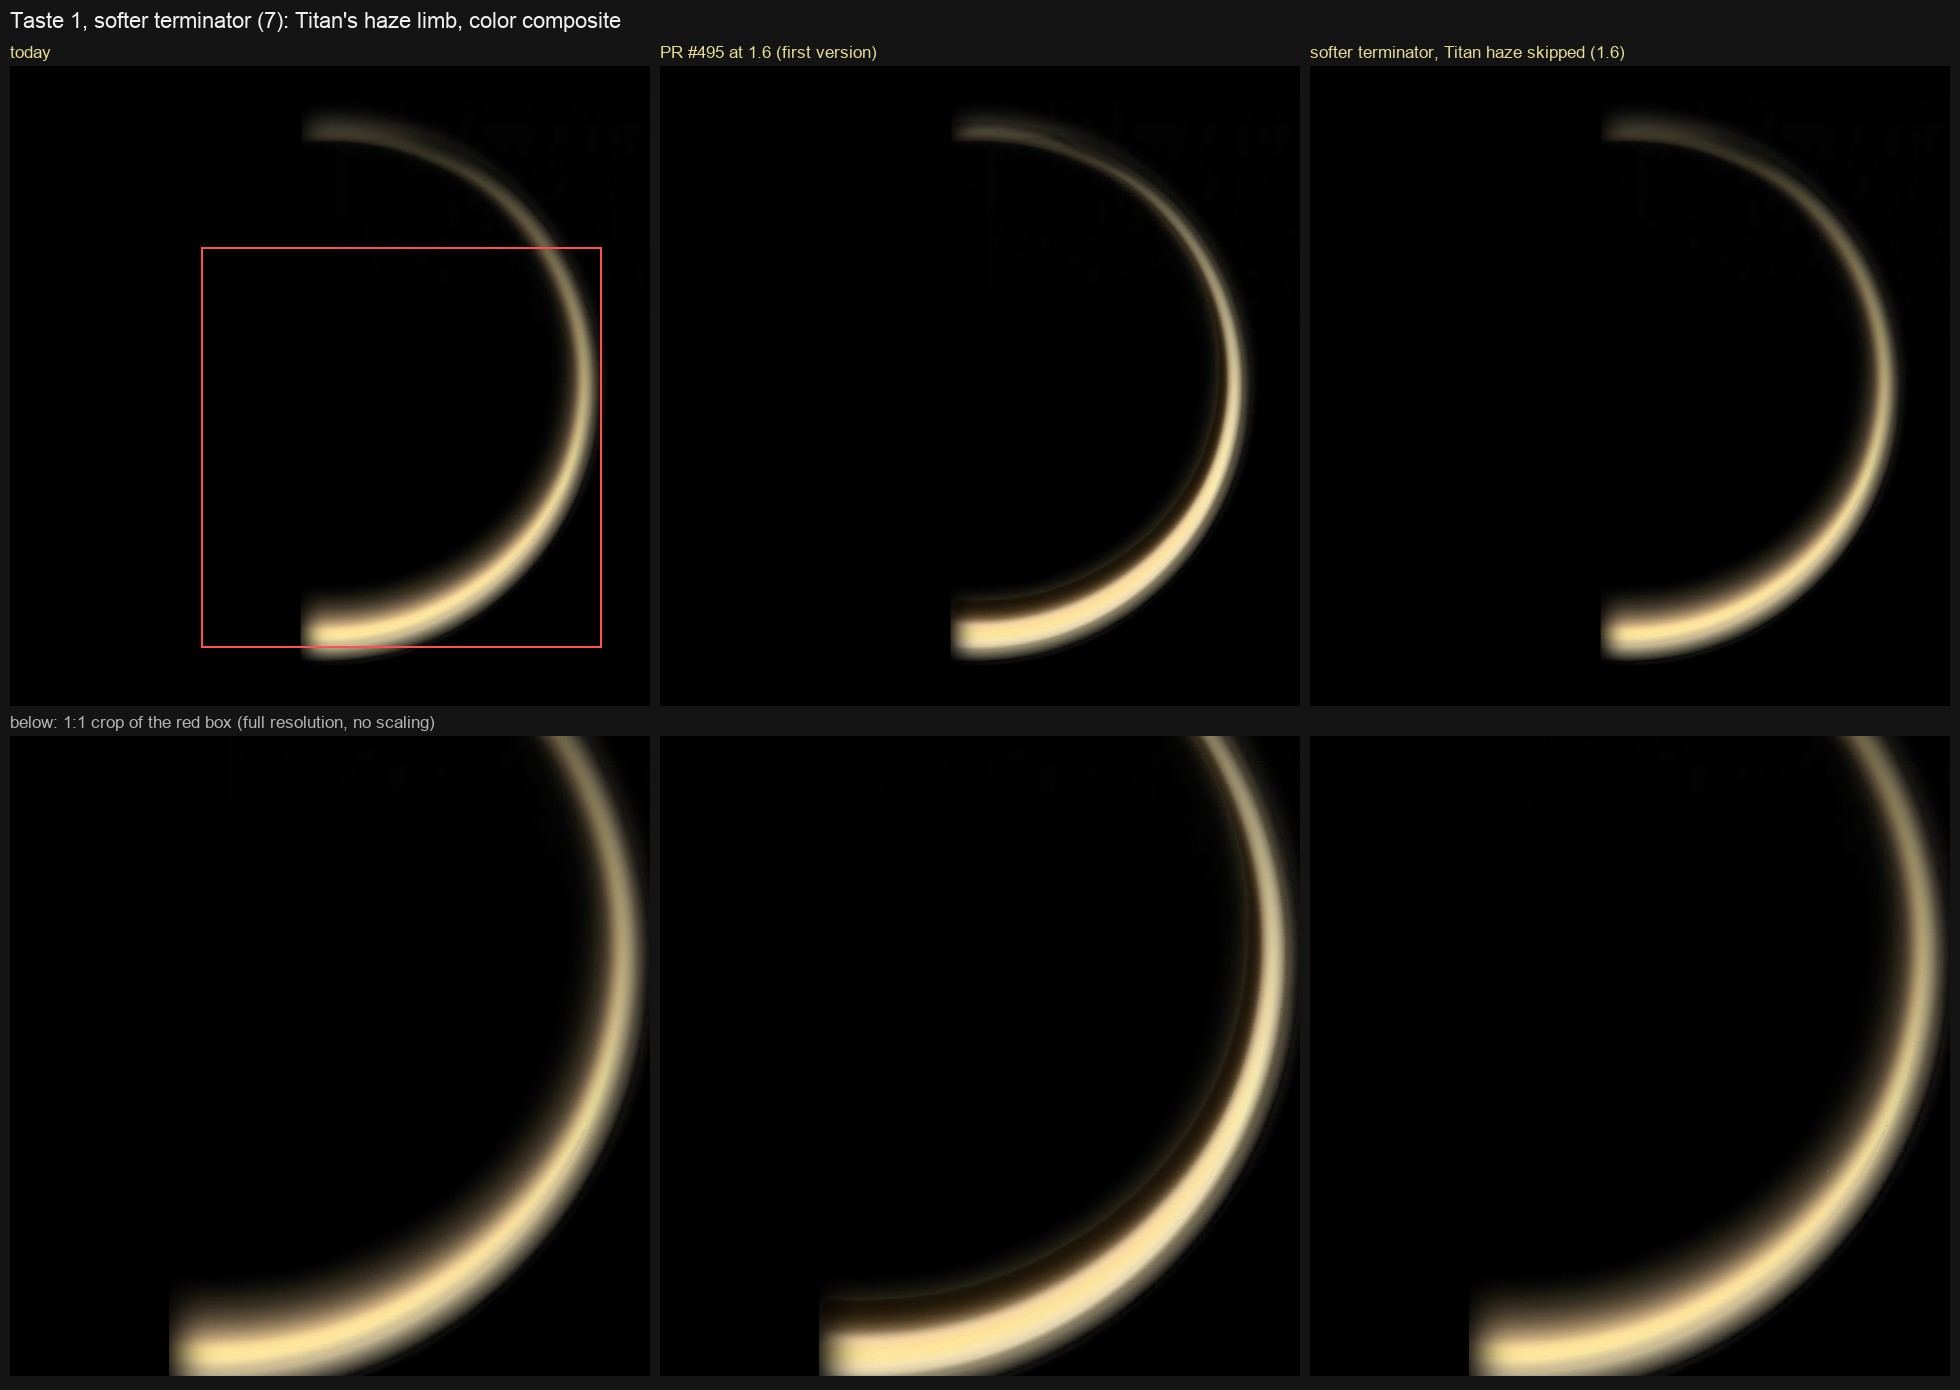 Taste 1, softer terminator (7): Titan's haze limb, color composite
today
PR #495 at 1.6 (first version)
softer terminator, Titan haze skipped (1.6)
below: 1:1 crop of the red box (full resolution, no scaling)